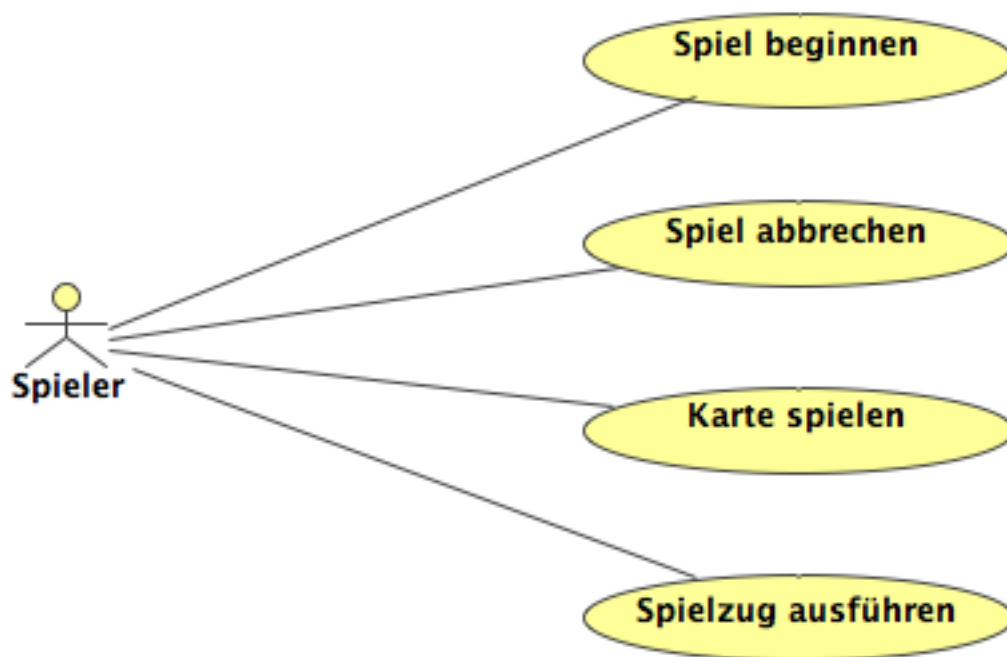 Spiel beginnen
Spiel abbrechen
Spieler
Karte spielen
Spielzug ausführen